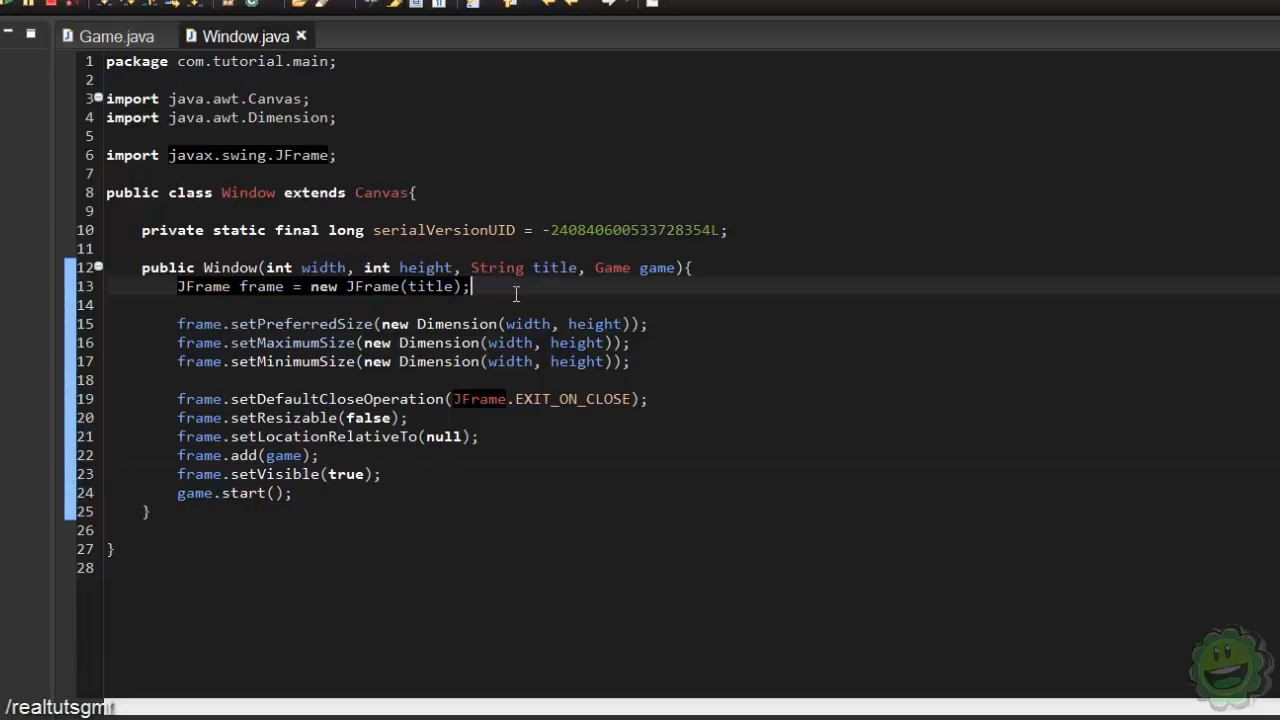 Game.java Window.java
1 package com.tutorial.main;
2
3 import java.awt.Canvas;
4 import java.awt.Dimension;
5
6 import javax.swing.JFrame;
7
8 public class Window extends Canvas{
9
10 private static final long serialVersionUID = -240840600533728354L;
11
12 public Window(int width, int height, String title, Game game){
13 JFrame frame = new JFrame(title);
14
15 frame.setPreferredSize(new Dimension(width, height));
16 frame.setMaximumSize(new Dimension(width, height));
17 frame.setMinimumSize(new Dimension(width, height));
18
19 frame.setDefaultCloseOperation(JFrame.EXIT_ON_CLOSE);
20 frame.setResizable(false);
21 frame.setLocationRelativeTo(null);
22 frame.add(game);
23 frame.setVisible(true);
24 game.start();
25 }
26
27 }
28
/realtutsgm